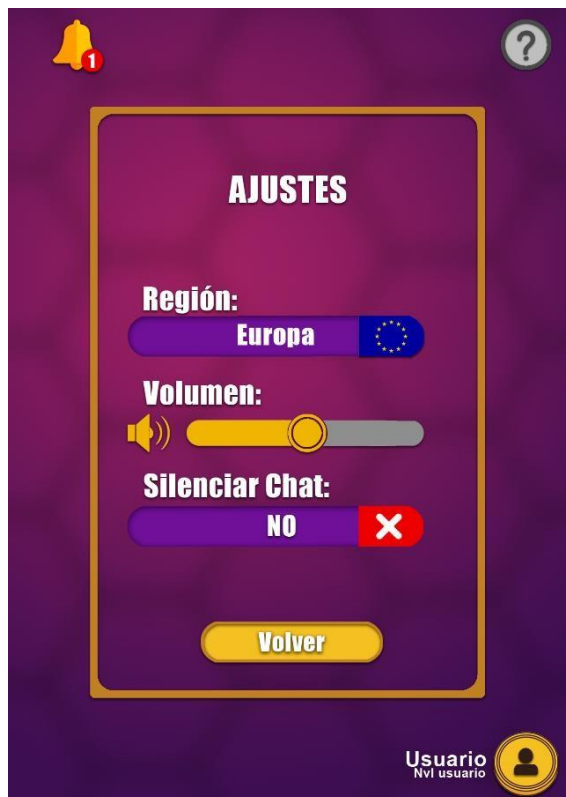 1
?
AJUSTES
Región:
Europa
Volumen:
Silenciar Chat:
NO
Volver
Usuario
Nvl usuario